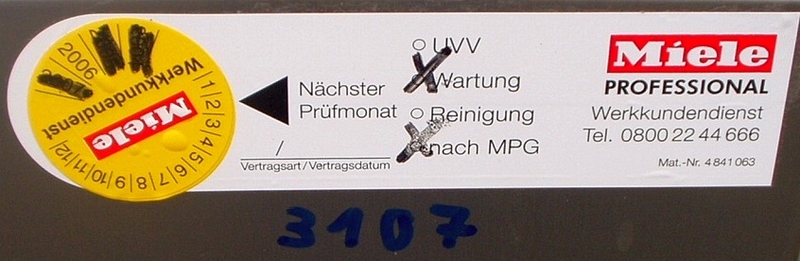 2006
Werkkundendienst
Miele
1 2 3 4 5 6 7 8 9 10 11 12
Nächster
Prüfmonat
/
Vertragsart/Vertragsdatum
UVV
Wartung
Reinigung
nach MPG
Miele
PROFESSIONAL
Werkkundendienst
Tel. 0800 22 44 666
Mat.-Nr. 4 841 063
3107